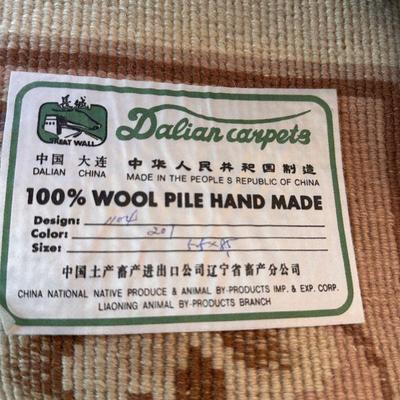 長城
GREAT WALL
Dalian carpets
中国 大连
DALIAN CHINA
中华人民共和国制造
MADE IN THE PEOPLE S REPUBLIC OF CHINA
100% WOOL PILE HAND MADE
Design:
Color: 201
Size:
中国土产畜产进出口公司辽宁省畜产分公司
CHINA NATIONAL NATIVE PRODUCE & ANIMAL BY-PRODUCTS IMP. & EXP. CORP.
LIAONING ANIMAL BY-PRODUCTS BRANCH